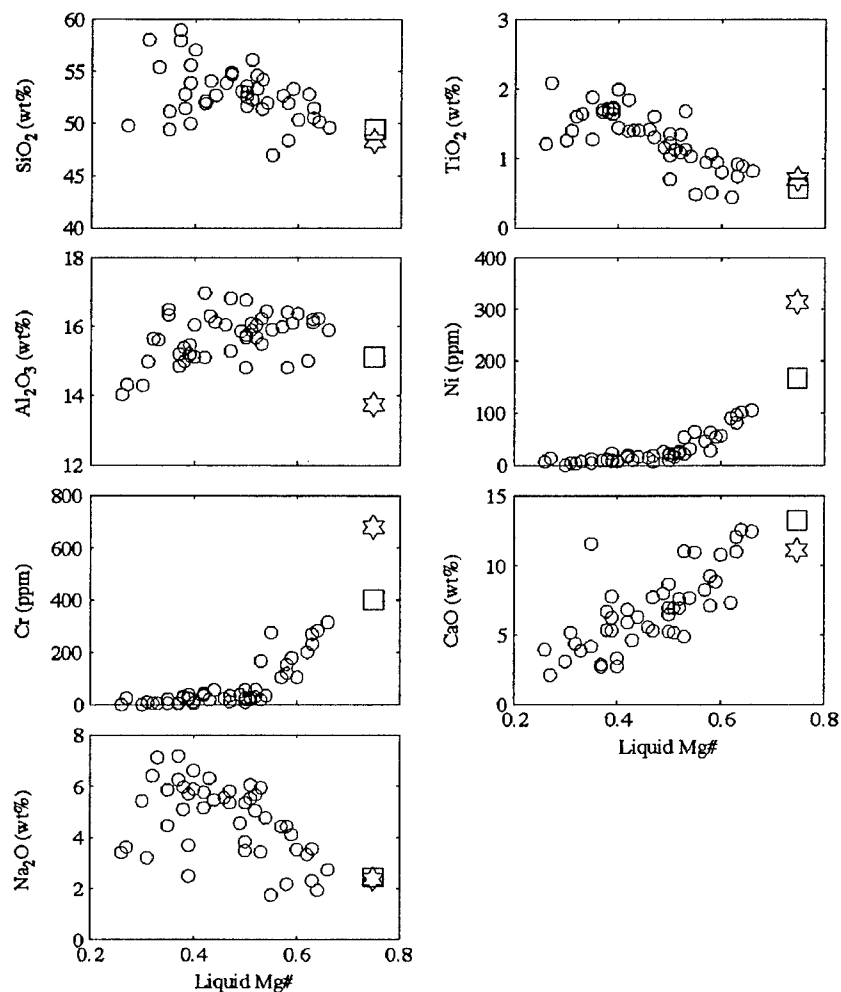 60
55
50
45
40
SiO₂ (wt%)
3
2
1
0
TiO₂ (wt%)
18
16
14
12
Al₂O₃ (wt%)
400
300
200
100
0
Ni (ppm)
800
600
400
200
0
Cr (ppm)
15
10
5
0
CaO (wt%)
0.2 0.4 0.6 0.8
Liquid Mg#
8
6
4
2
0
Na₂O (wt%)
0.2 0.4 0.6 0.8
Liquid Mg#